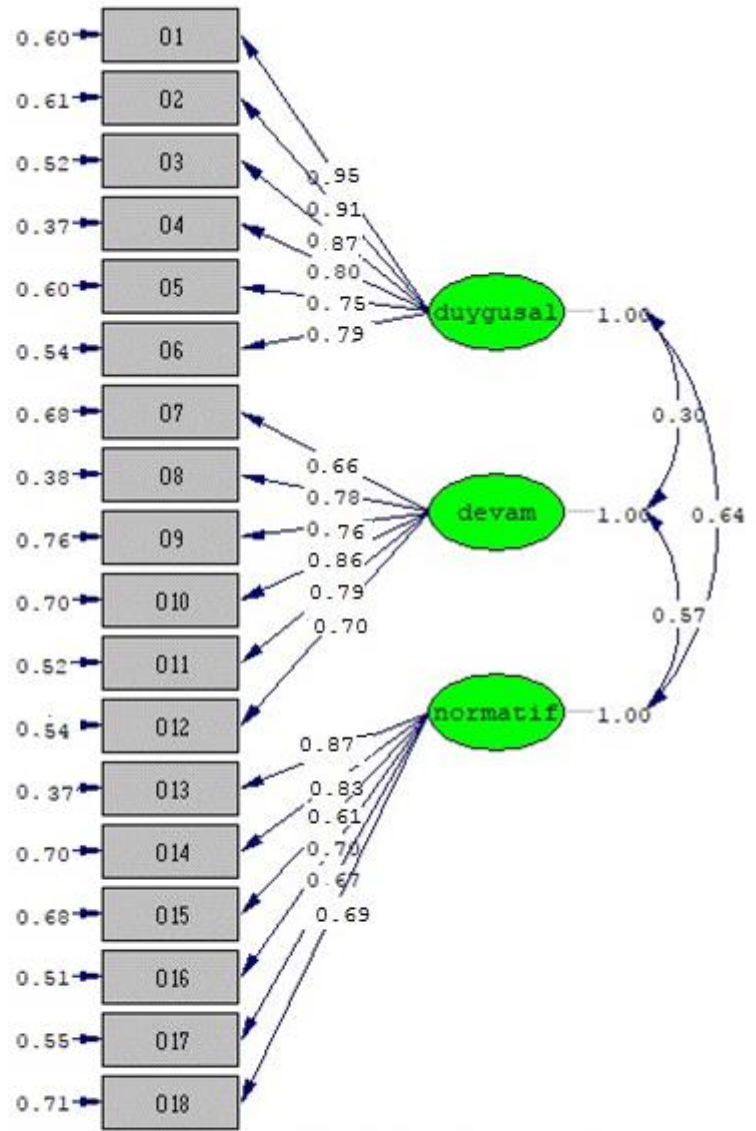 0.60 O1
0.61 O2
0.52 O3
0.37 O4
0.60 O5
0.54 O6
0.68 O7
0.38 O8
0.76 O9
0.70 O10
0.52 O11
0.54 O12
0.37 O13
0.70 O14
0.68 O15
0.51 O16
0.55 O17
0.71 O18
0.95
0.91
0.87
0.80
0.75
0.79
0.66
0.78
0.76
0.86
0.79
0.70
0.87
0.83
0.61
0.70
0.67
0.69
duygusal 1.00
devam 1.00
normatif 1.00
0.30
0.64
0.57